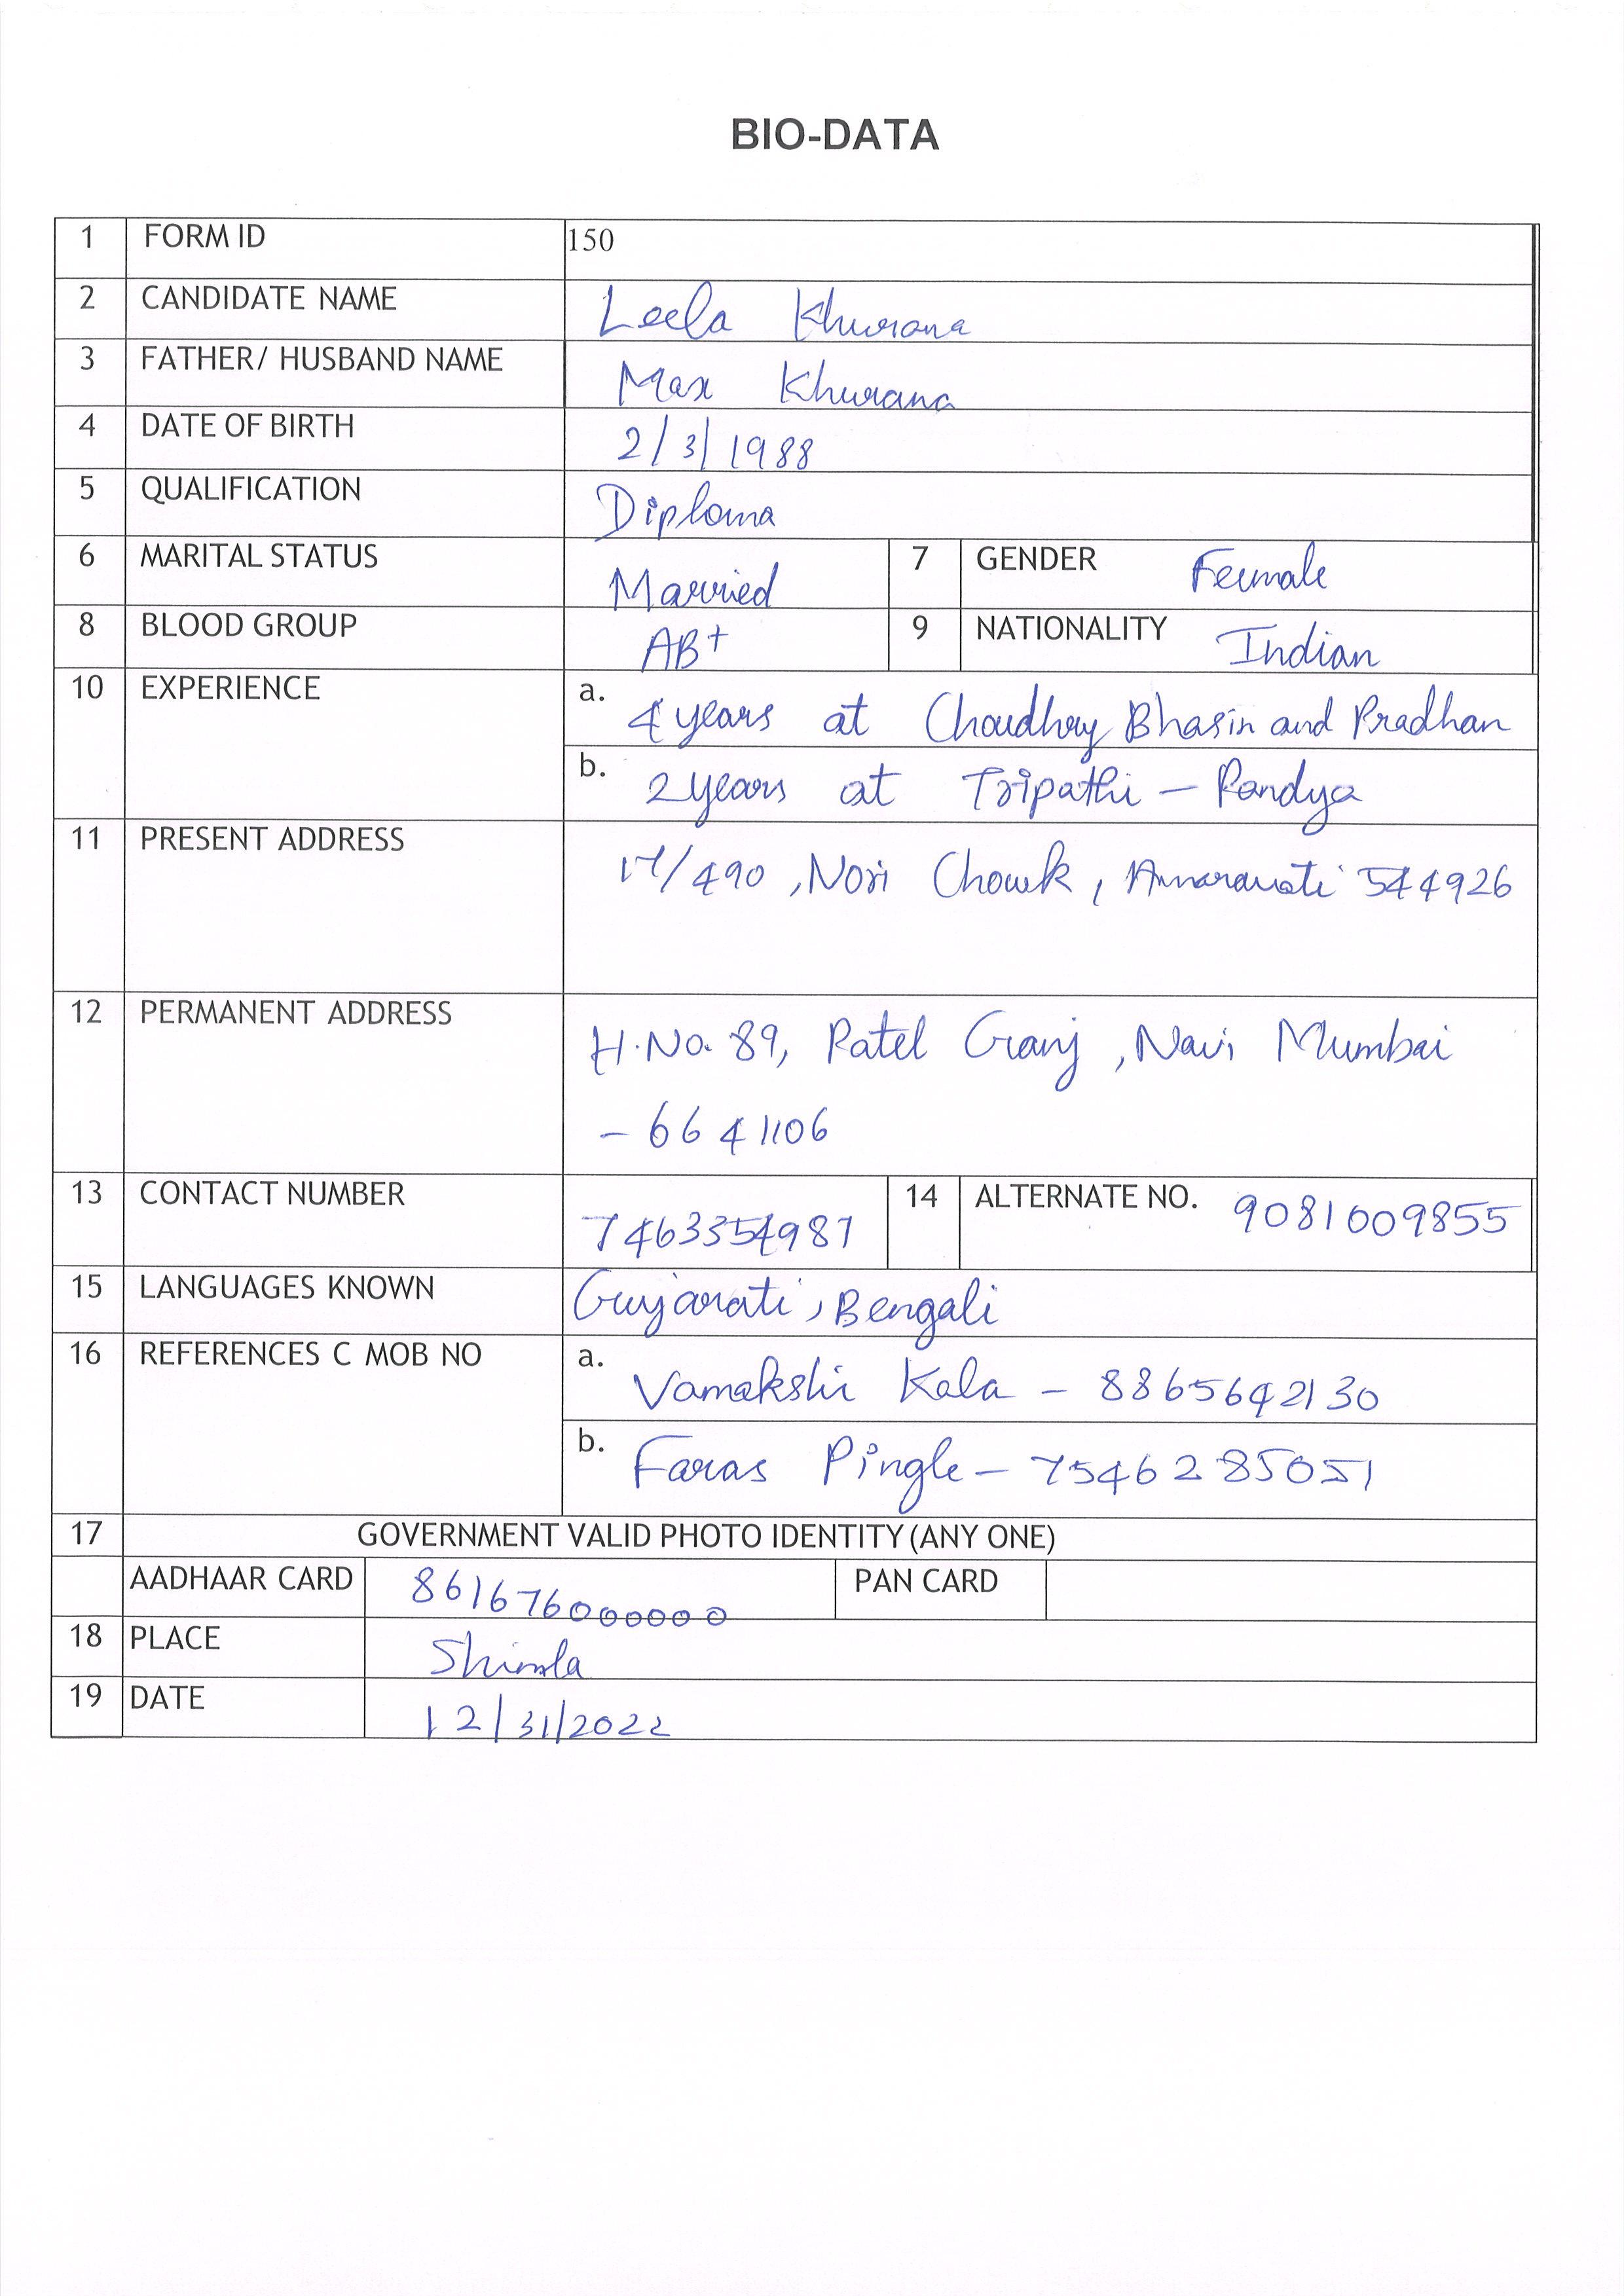 BIO-DATA
1 FORM ID 150
2 CANDIDATE NAME Leela Khurana
3 FATHER/ HUSBAND NAME Max Khurana
4 DATE OF BIRTH 2/3/1988
5 QUALIFICATION Diploma
6 MARITAL STATUS Married 7 GENDER Female
8 BLOOD GROUP AB+ 9 NATIONALITY Indian
10 EXPERIENCE a. 4 years at Choudhry Bhasin and Pradhan
b. 2 years at Tripathi - Pandya
11 PRESENT ADDRESS 17/490, Nori Chowk, Amaravati 544926
12 PERMANENT ADDRESS H.No. 89, Patel Ganj, Navi Mumbai
- 6641106
13 CONTACT NUMBER 7463354987 14 ALTERNATE NO. 9081009855
15 LANGUAGES KNOWN Gujarati, Bengali
16 REFERENCES C MOB NO a. Vamakshi Kala - 8865642130
b. Faras Pingle - 7546285051
17 GOVERNMENT VALID PHOTO IDENTITY (ANY ONE)
AADHAAR CARD 861676000000 PAN CARD
18 PLACE Shimla
19 DATE 12/31/2022